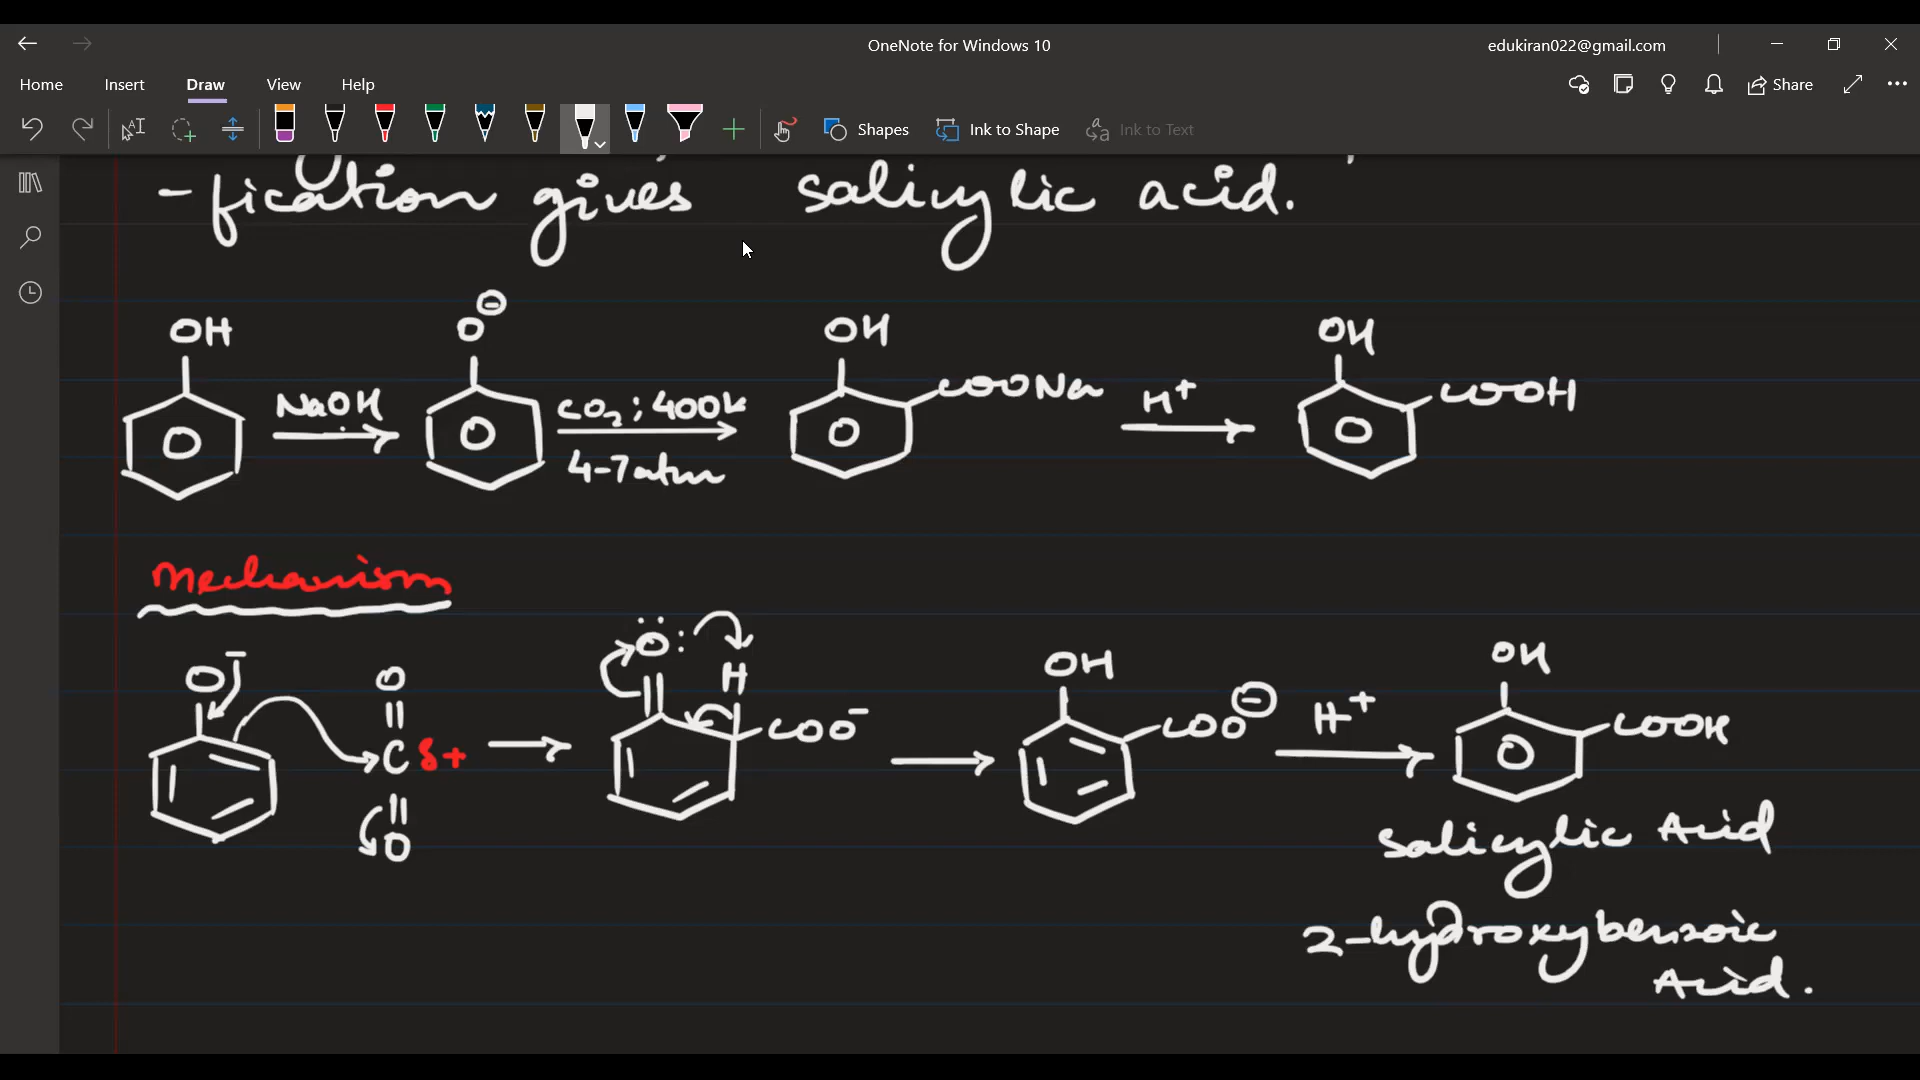 OneNote for Windows 10
edukiran022@gmail.com
Home Insert Draw View Help
Share
Shapes Ink to Shape Ink to Text
-fication gives salicylic acid.
OH O⊖ OH OH
NaOH CO₂ ; 400K COONa H⁺ COOH
4-7 atm
Mechanism
O⁻ O O: H OH COO⊖ H⁺ OH
C δ+ COO⁻ COOH
O
Salicylic Acid
2-hydroxybenzoic
Acid.